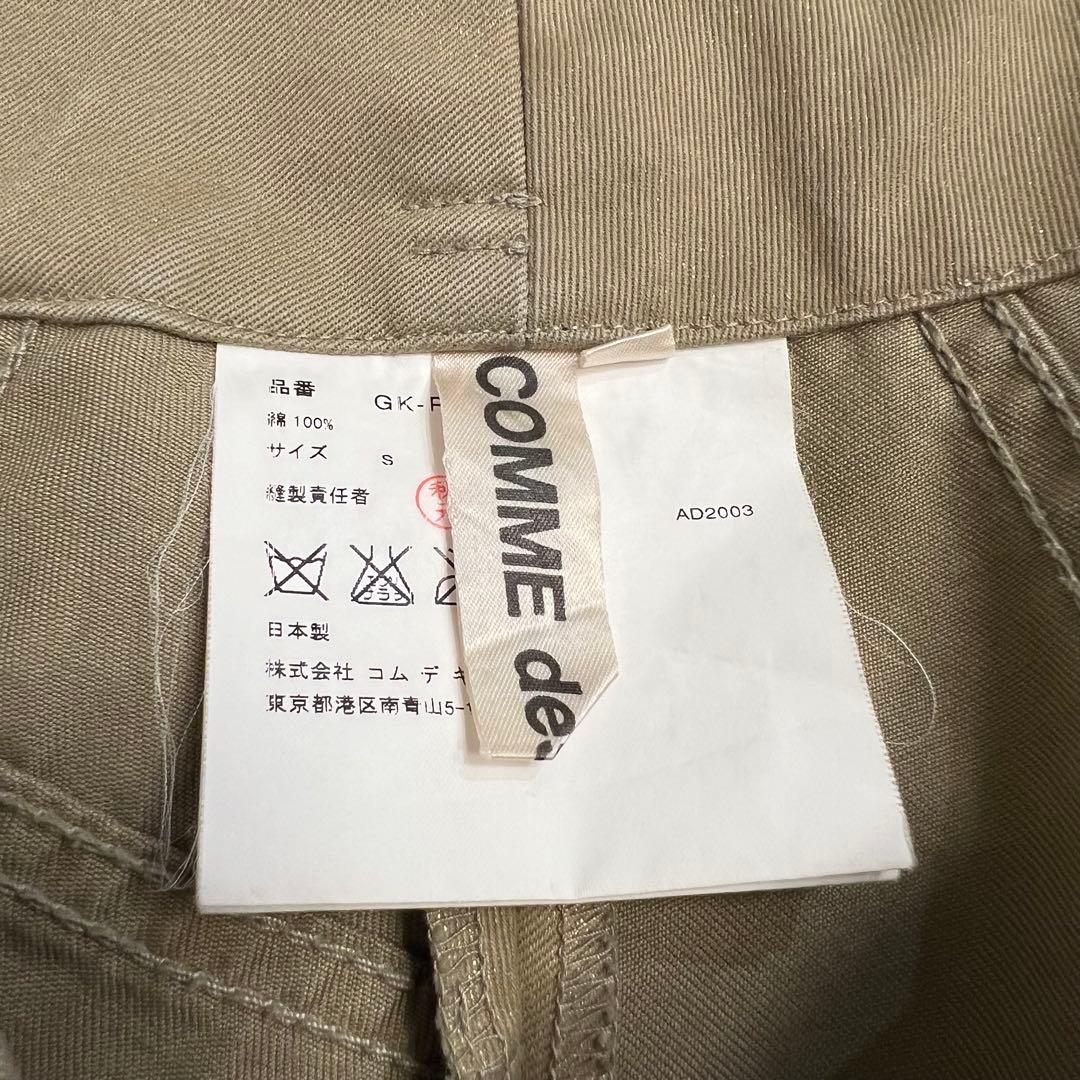 品番 GK-P
綿 100%
サイズ S
縫製責任者
AD2003
日本製
株式会社 コム デ
東京都港区南青山5-
COMME de